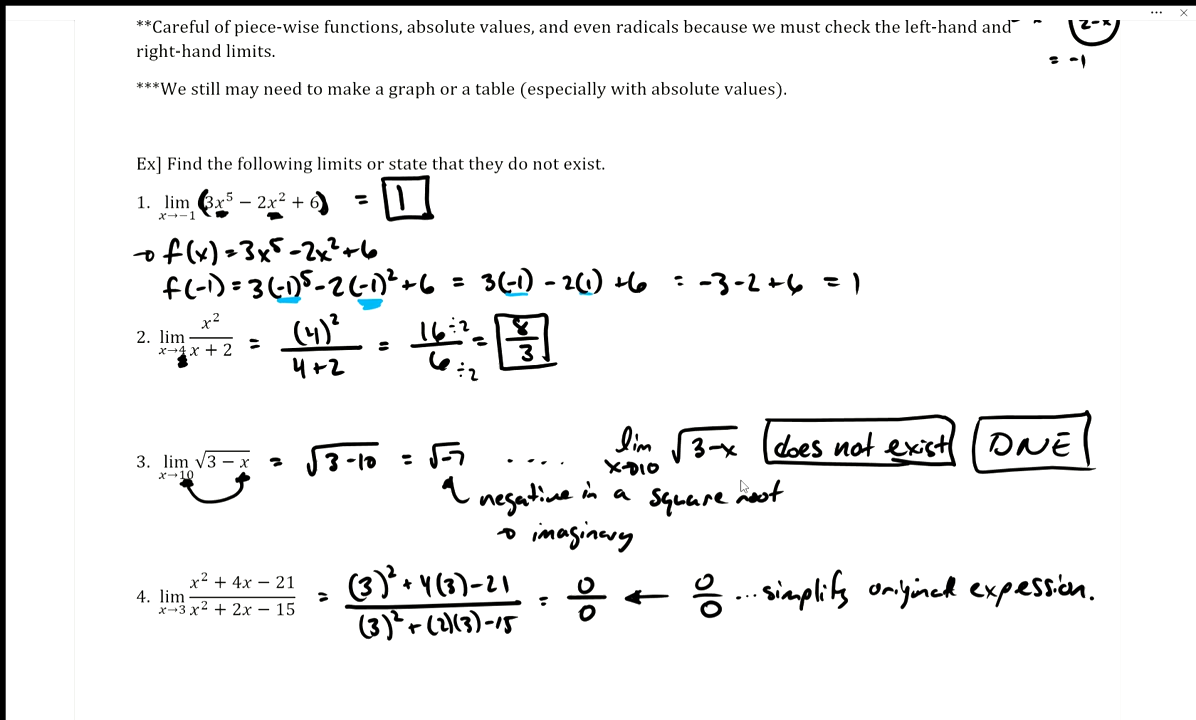 **Careful of piece-wise functions, absolute values, and even radicals because we must check the left-hand and
right-hand limits.
= -1
***We still may need to make a graph or a table (especially with absolute values).
Ex] Find the following limits or state that they do not exist.
1. lim x→−1 (3x⁵ − 2x² + 6) = 1
→ f(x) = 3x⁵ - 2x² + 6
f(-1) = 3(-1)⁵ - 2(-1)² + 6 = 3(-1) - 2(1) + 6 = -3 - 2 + 6 = 1
2. lim x→4 x²/(x + 2) = (4)²/(4 + 2) = 16÷2/6÷2 = 8/3
3. lim x→10 √(3 − x) = √(3-10) = √-7 .... lim x→10 √(3-x) does not exist DNE
negative in a square root
→ imaginary
4. lim x→3 (x² + 4x − 21)/(x² + 2x − 15) = ((3)² + 4(3) - 21)/((3)² + (2)(3) - 15) = 0/0 ← 0/0 ...simplify original expession.